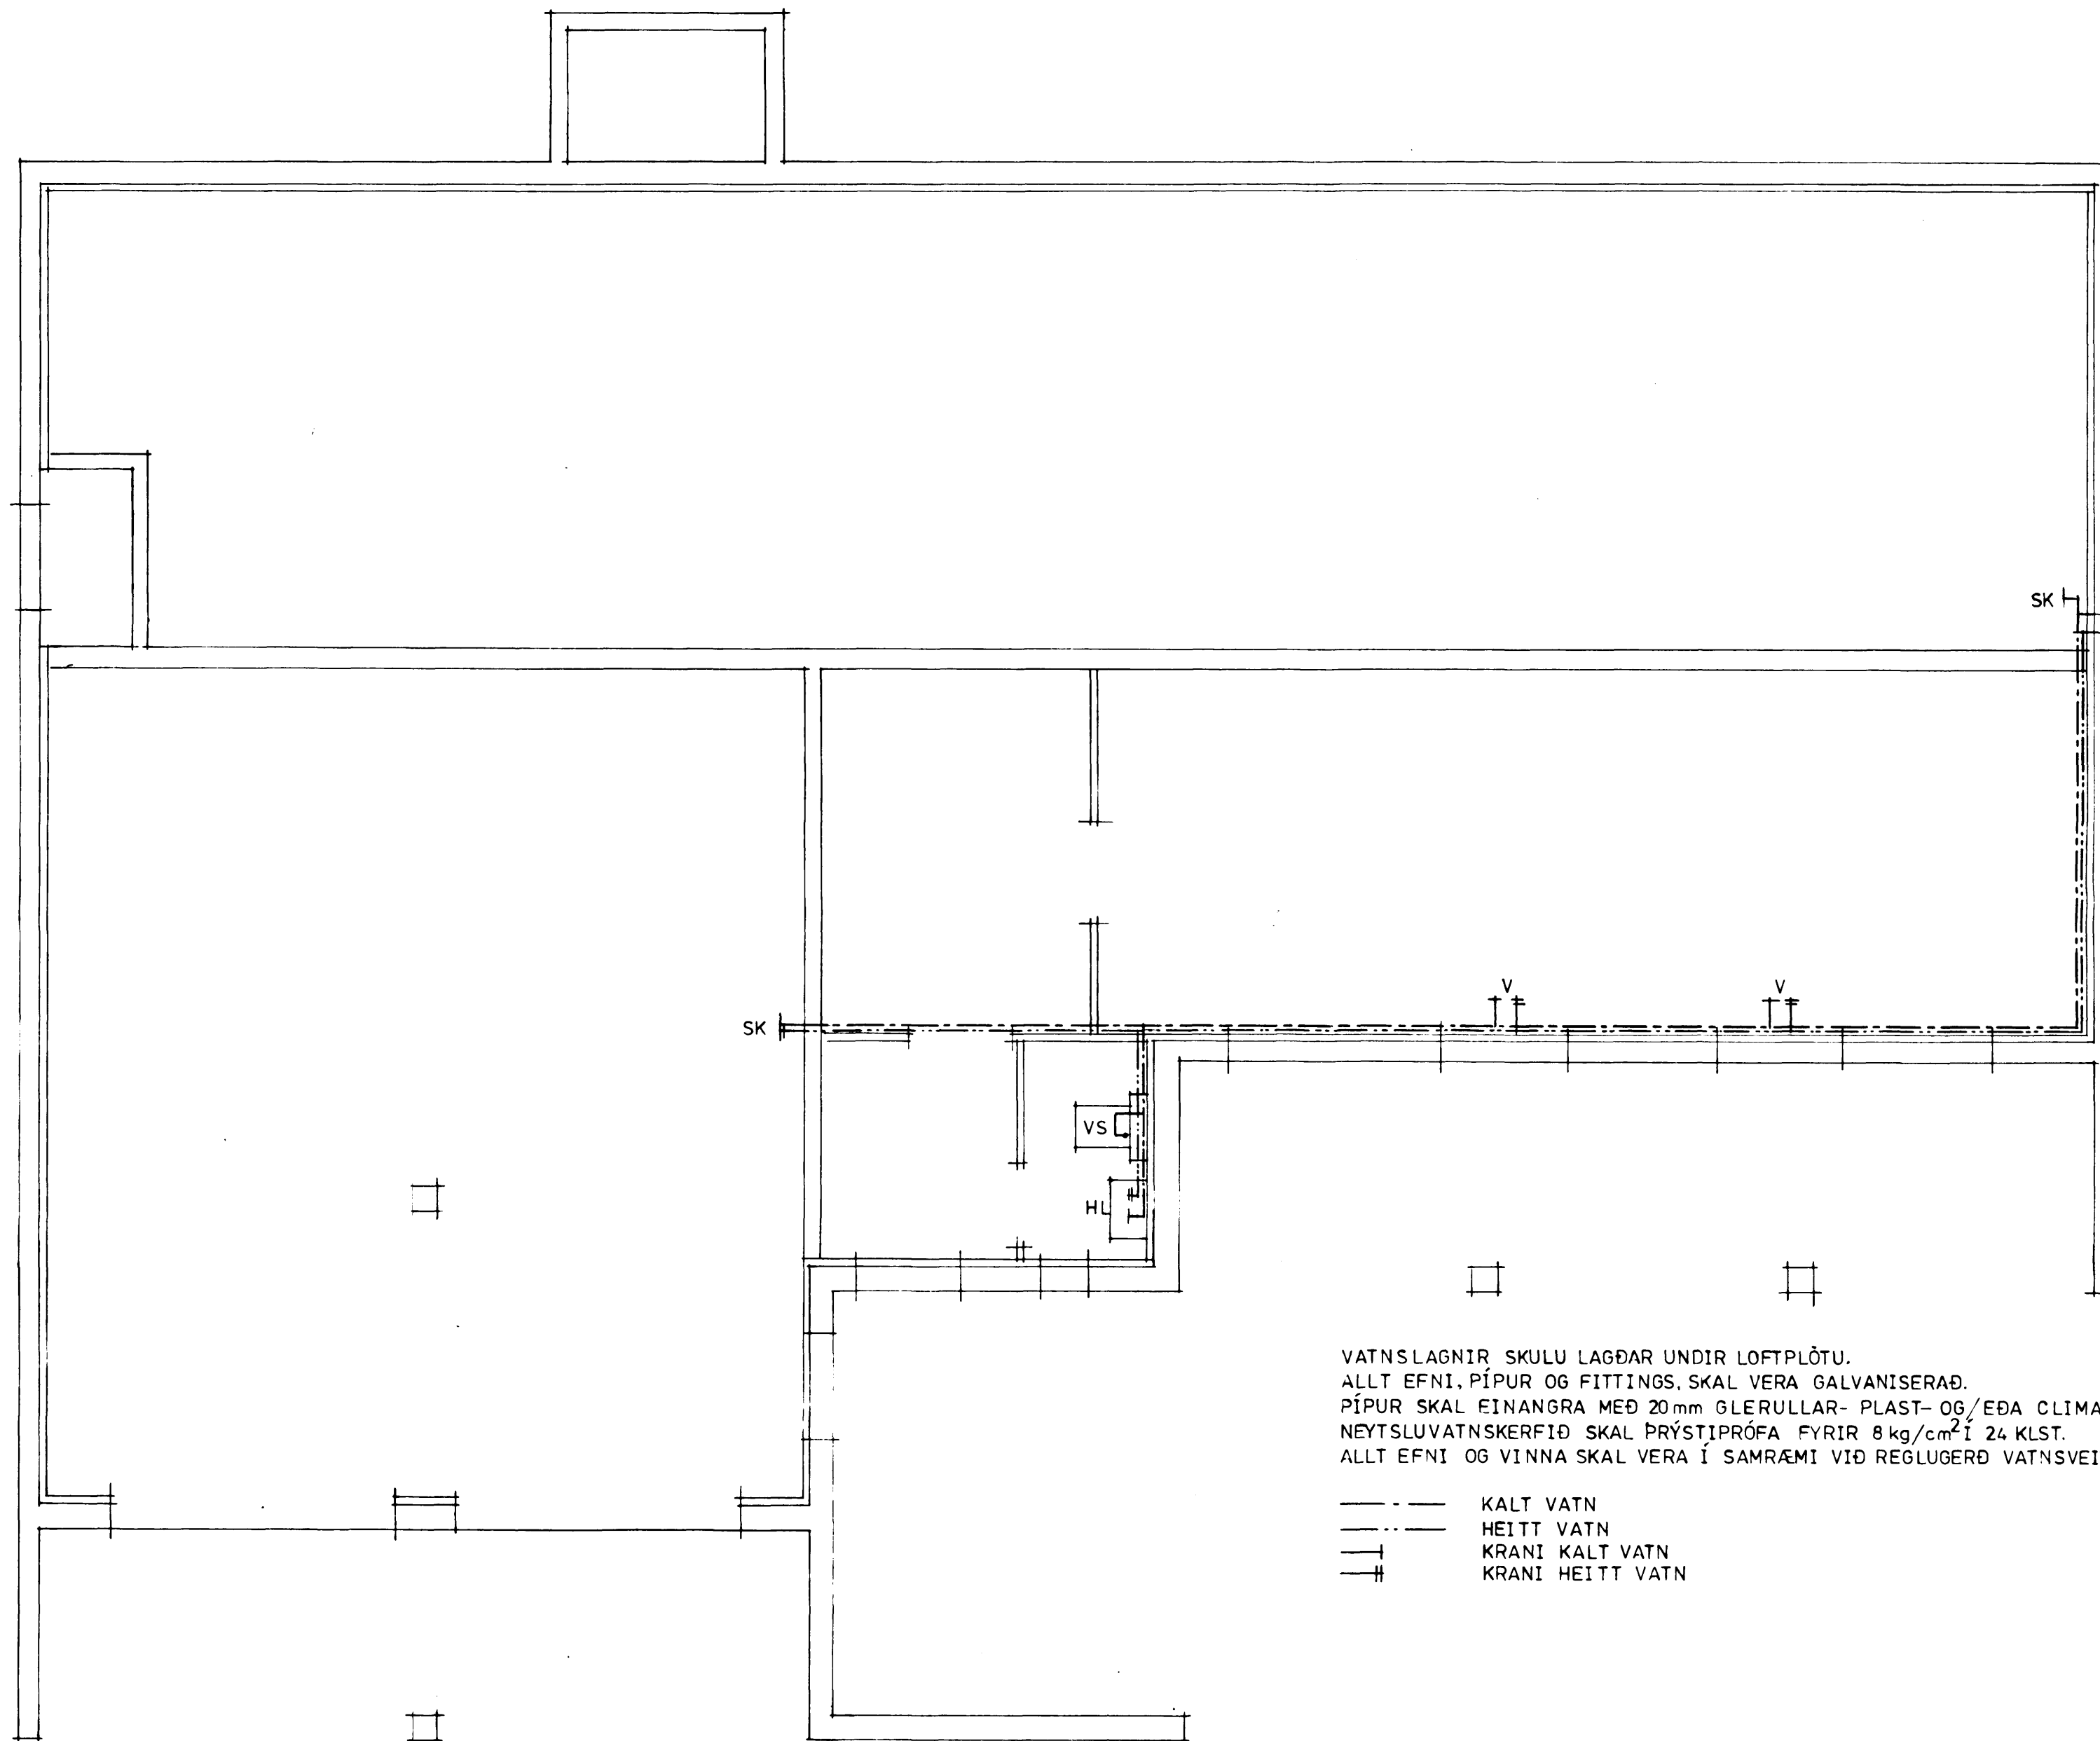 SK
V
V
SK
VS
HL
VATNSLAGNIR SKULU LAGÐAR UNDIR LOFTPLÖTU.
ALLT EFNI, PÍPUR OG FITTINGS, SKAL VERA GALVANISERAÐ.
PÍPUR SKAL EINANGRA MEÐ 20mm GLERULLAR- PLAST- OG/EÐA CLIMA
NEYTSLUVATNSKERFIÐ SKAL ÞRÝSTIPRÓFA FYRIR 8 kg/cm² Í 24 KLST.
ALLT EFNI OG VINNA SKAL VERA Í SAMRÆMI VIÐ REGLUGERÐ VATNSVEI
KALT VATN
HEITT VATN
KRANI KALT VATN
KRANI HEITT VATN